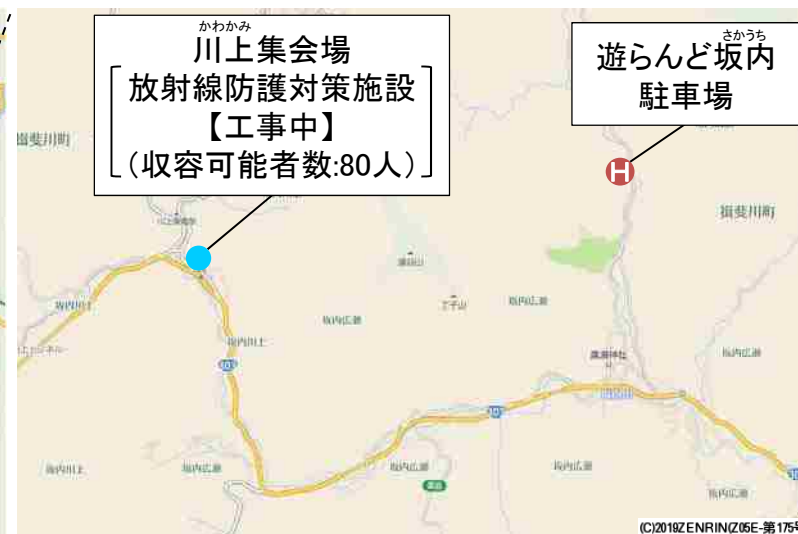 かわかみ
川上集会場
放射線防護対策施設
【工事中】
（収容可能者数:80人）
さかうち
遊らんど坂内
駐車場
H
揖斐川町
揖斐川町
坂内川上
坂内広瀬
坂内広瀬
坂内川上
坂内広瀬
303
303
坂内川上
坂内広瀬
坂内広瀬
坂内広瀬
坂内広瀬
(C)2019ZENRIN(Z05E-第175号